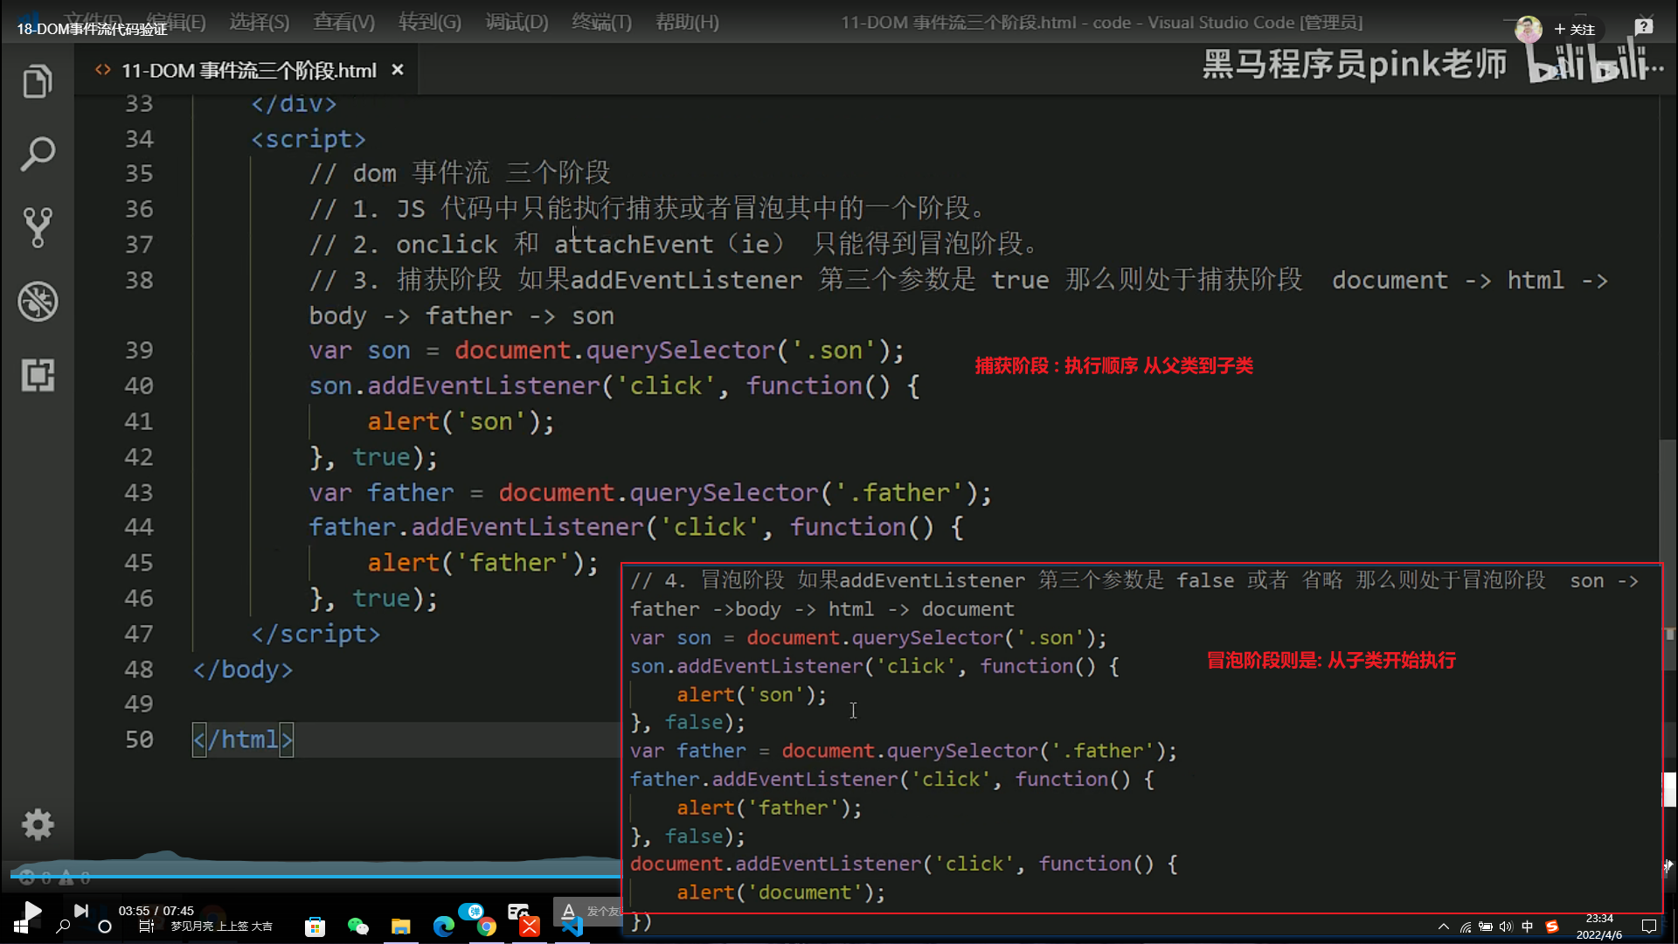 18-DOM事件流代码验证
文件(F) 编辑(E) 选择(S) 查看(V) 转到(G) 调试(D) 终端(T) 帮助(H)
11-DOM 事件流三个阶段.html - code - Visual Studio Code [管理员]
+ 关注
11-DOM 事件流三个阶段.html ×
黑马程序员pink老师 bilibili
33 </div>
34 <script>
35 // dom 事件流 三个阶段
36 // 1. JS 代码中只能执行捕获或者冒泡其中的一个阶段。
37 // 2. onclick 和 attachEvent（ie） 只能得到冒泡阶段。
38 // 3. 捕获阶段 如果addEventListener 第三个参数是 true 那么则处于捕获阶段 document -> html ->
body -> father -> son
39 var son = document.querySelector('.son');
捕获阶段 : 执行顺序 从父类到子类
40 son.addEventListener('click', function() {
41 alert('son');
42 }, true);
43 var father = document.querySelector('.father');
44 father.addEventListener('click', function() {
45 alert('father');
46 }, true);
47 </script>
48 </body>
49
50 </html>
// 4. 冒泡阶段 如果addEventListener 第三个参数是 false 或者 省略 那么则处于冒泡阶段 son ->
father ->body -> html -> document
var son = document.querySelector('.son');
son.addEventListener('click', function() {
冒泡阶段则是: 从子类开始执行
alert('son');
}, false);
var father = document.querySelector('.father');
father.addEventListener('click', function() {
alert('father');
}, false);
document.addEventListener('click', function() {
alert('document');
})
0 0
03:55 / 07:45
梦见月亮 上上签 大吉
弹
发个友
中
23:34
2022/4/6